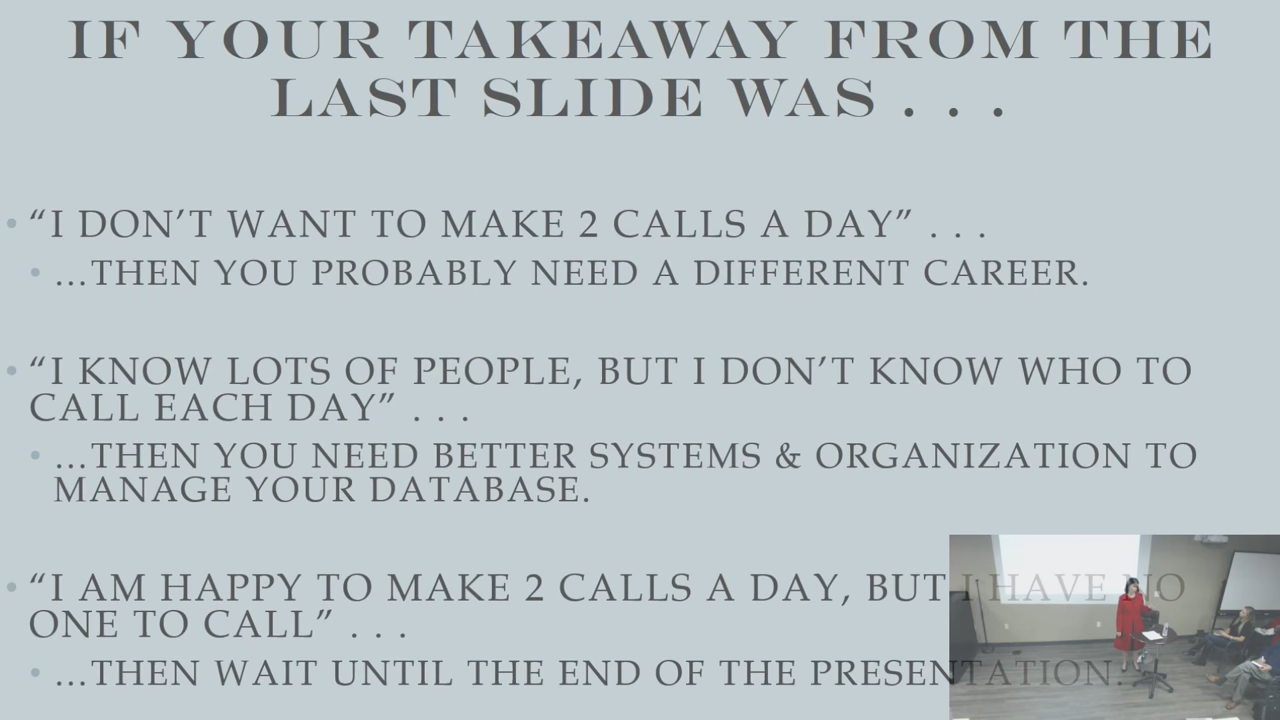 IF YOUR TAKEAWAY FROM THE
LAST SLIDE WAS . . .
• “I DON’T WANT TO MAKE 2 CALLS A DAY” . . .
• …THEN YOU PROBABLY NEED A DIFFERENT CAREER.
• “I KNOW LOTS OF PEOPLE, BUT I DON’T KNOW WHO TO
CALL EACH DAY” . . .
• …THEN YOU NEED BETTER SYSTEMS & ORGANIZATION TO
MANAGE YOUR DATABASE.
• “I AM HAPPY TO MAKE 2 CALLS A DAY, BUT I HAVE NO
ONE TO CALL” . . .
• …THEN WAIT UNTIL THE END OF THE PRESENTATION.